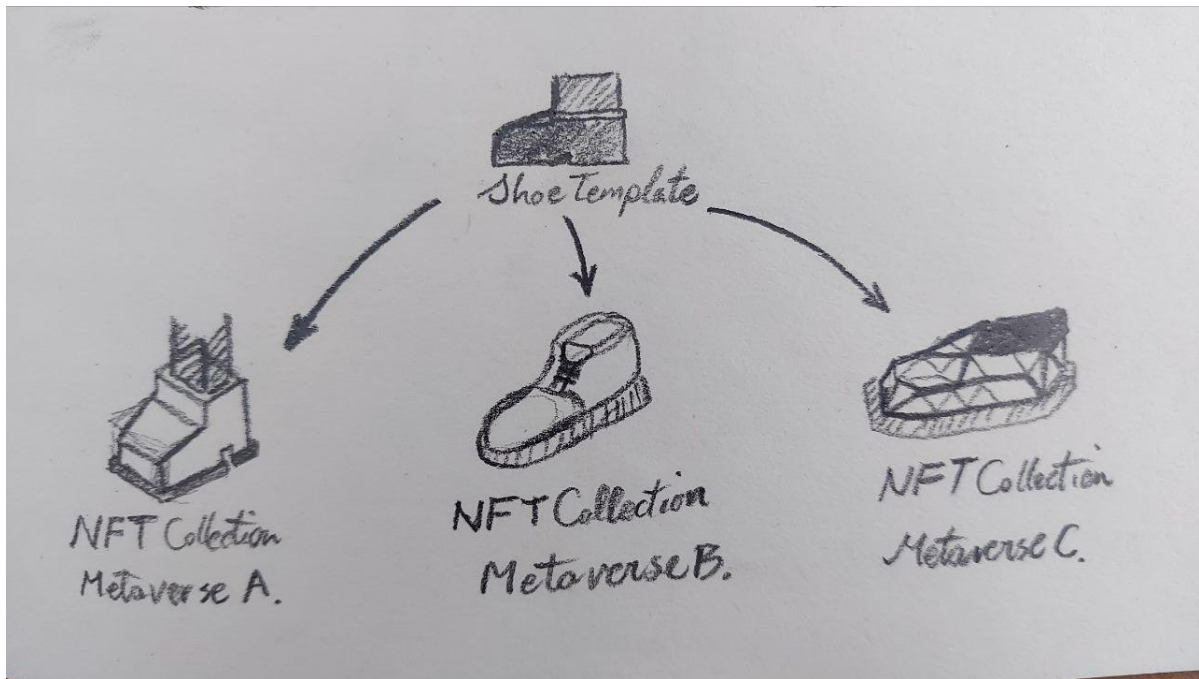 Shoe Template
NFT Collection
Metaverse A.
NFT Collection
Metaverse B.
NFT Collection
Metaverse C.